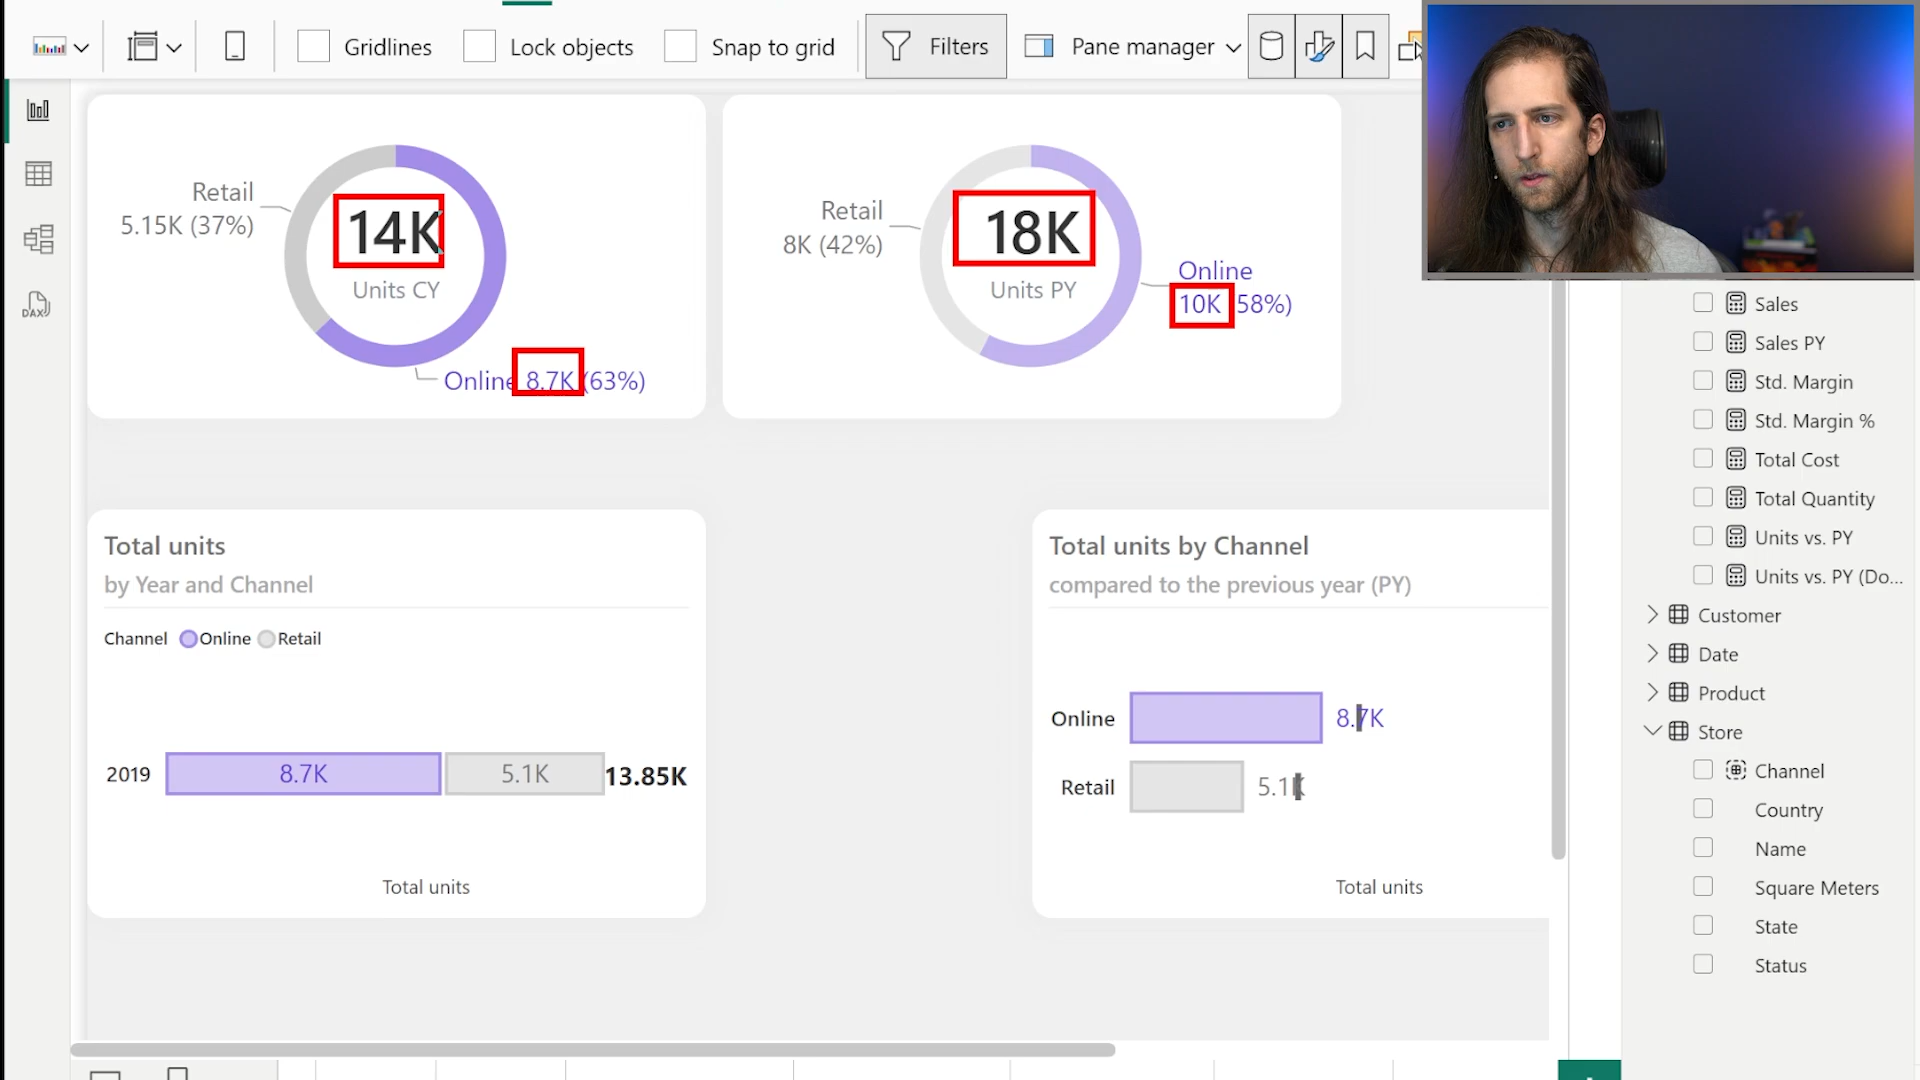 Gridlines
Lock objects
Snap to grid
Filters
Pane manager
DAX
Retail
5.15K (37%)
14K
Units CY
Online 8.7K (63%)
Retail
8K (42%)
18K
Units PY
Online
10K (58%)
Total units
by Year and Channel
Channel Online Retail
2019 8.7K 5.1K 13.85K
Total units
Total units by Channel
compared to the previous year (PY)
Online 8.7K
Retail 5.1K
Total units
Sales
Sales PY
Std. Margin
Std. Margin %
Total Cost
Total Quantity
Units vs. PY
Units vs. PY (Do...
Customer
Date
Product
Store
Channel
Country
Name
Square Meters
State
Status